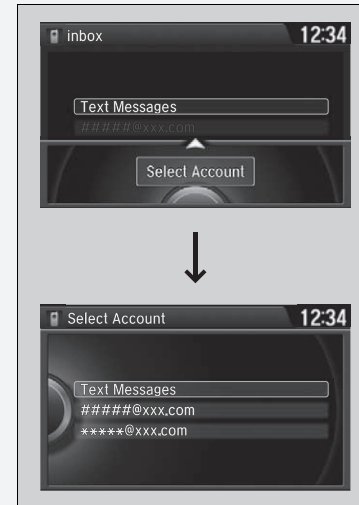 inbox 12:34
Text Messages
#####@xxx.com
Select Account
Select Account 12:34
Text Messages
#####@xxx.com
*****@xxx.com